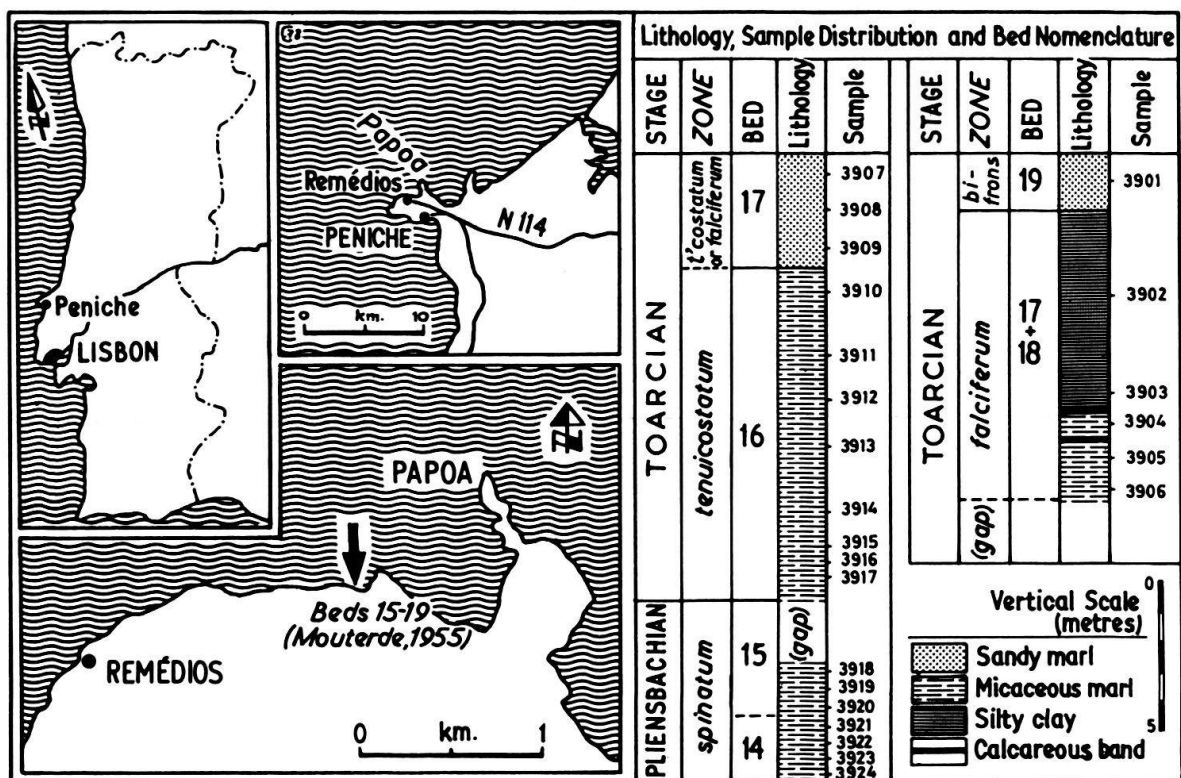 Peniche
LISBON
Papoa
Remédios
PENICHE
N 114
0 km. 10
PAPOA
Beds 15-19
(Mouterde, 1955)
REMÉDIOS
0 km. 1
Lithology, Sample Distribution and Bed Nomenclature
STAGE ZONE BED Lithology Sample
TOARCIAN
PLIENSBACHIAN
t'costatum
or falciferum
tenuicostatum
spinatum
17
16
15
14
(gap)
3907
3908
3909
3910
3911
3912
3913
3914
3915
3916
3917
3918
3919
3920
3921
3922
3923
3924
STAGE ZONE BED Lithology Sample
TOARCIAN
bi-
frons
falciferum
(gap)
19
17
+
18
3901
3902
3903
3904
3905
3906
Vertical Scale
(metres)
0
5
Sandy marl
Micaceous marl
Silty clay
Calcareous band